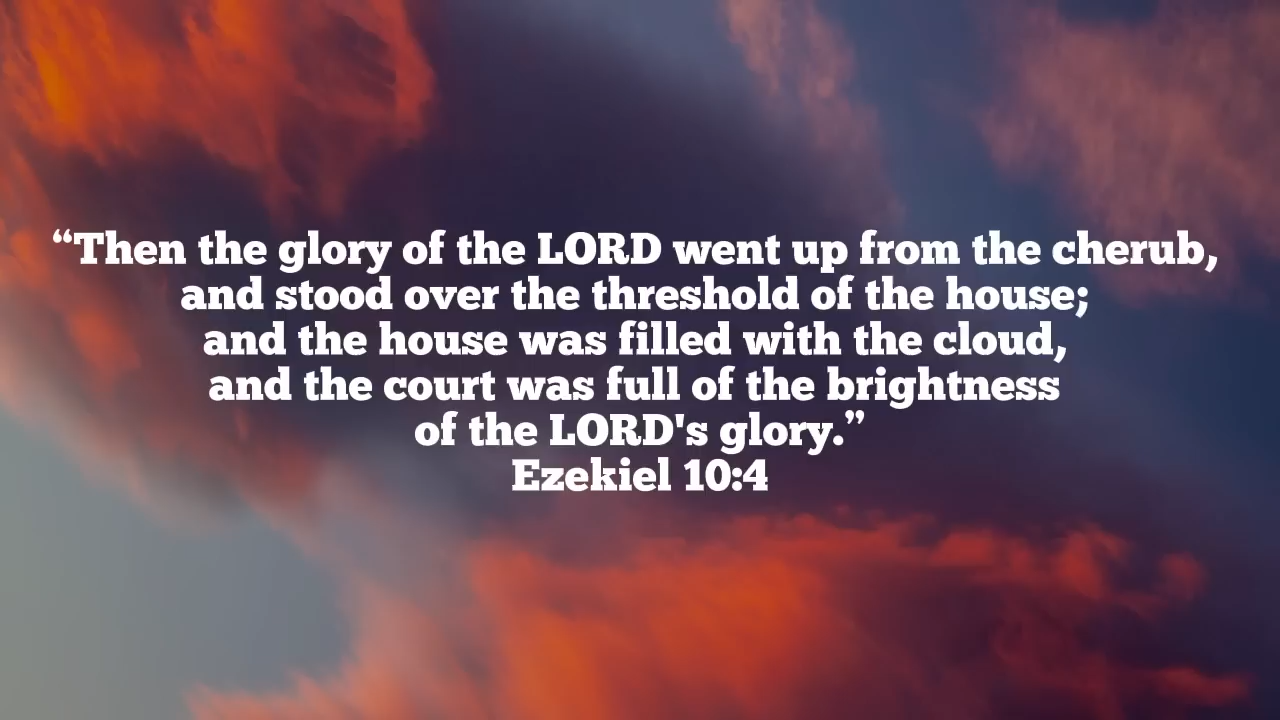 “Then the glory of the LORD went up from the cherub,
and stood over the threshold of the house;
and the house was filled with the cloud,
and the court was full of the brightness
of the LORD's glory.”
Ezekiel 10:4